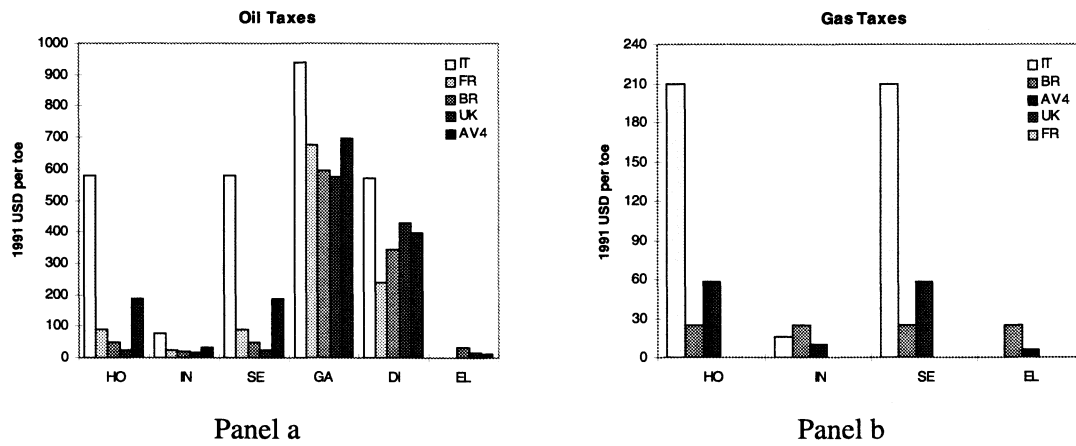 Oil Taxes
1000
900
800
700
600
500
400
300
200
100
0
1991 USD per toe
IT
FR
BR
UK
AV4
HO IN SE GA DI EL
Panel a
Gas Taxes
240
210
180
150
120
90
60
30
0
1991 USD per toe
IT
BR
AV4
UK
FR
HO IN SE EL
Panel b